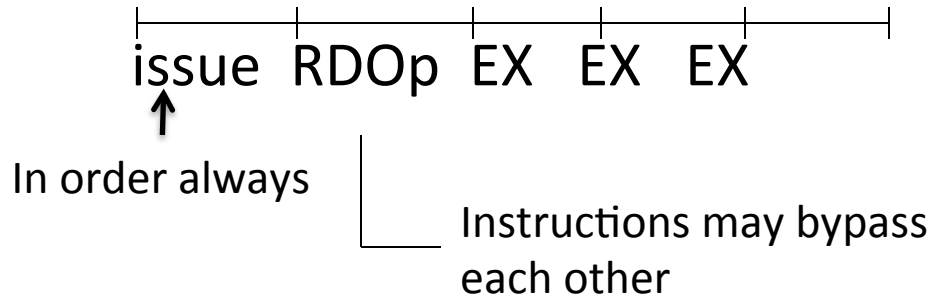 issue RDOp EX EX EX
In order always
Instructions may bypass
each other